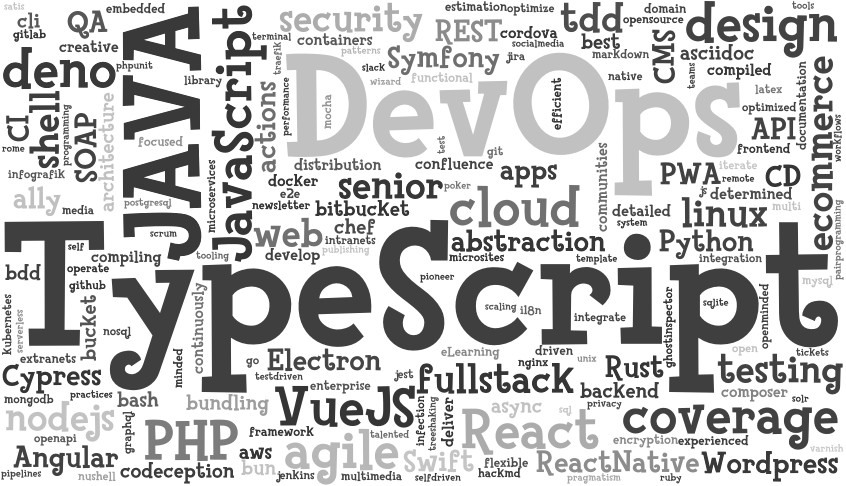 satis
embedded
cli
gitlab
QA
creative
deno
phpunit
library
JAVA
JavaScript
terminal
traefik
security
containers
patterns
estimation
optimize
REST
cordova
socialmedia
Symfony
jira
slack
wizard
functional
tdd
best
domain
opensource
markdown
native
CMS
teams
design
tools
asciidoc
compiled
latex
documentation
ecommerce
workflows
CI
rome
shell
programming
SOAP
architecture
infografik
ally
media
focused
postgresql
scrum
microservices
actions
performance
mocha
DevOps
efficient
test
git
distribution
confluence
apps
docker
e2e
newsletter
senior
poker
bitbucket
chef
intranets
publishing
web
develop
tooling
cloud
abstraction
microsites
template
communities
detailed
system
optimized
API
frontend
iterate
PWA
remote
CD
js
determined
multi
linux
Python
integration
pairprogramming
mysql
TypeScript
self
compiling
operate
github
bdd
Kubernetes
serverless
bucket
nosql
continuously
minded
pioneer
scaling
i18n
integrate
sqlite
ghostinspector
openminded
open
tickets
extranets
Cypress
mongodb
practices
bash
nodejs
openapi
graphql
Angular
pipelines
nushell
codeception
PHP
bundling
go
Electron
testdriven
enterprise
jest
VueJS
framework
talented
aws
bun
jenkins
agile
multimedia
eLearning
driven
nginx
unix
fullstack
infection
treeshaking
deliver
async
sql
React
Swift
selfdriven
flexible
hackmd
Rust
backend
privacy
testing
composer
solr
coverage
encryption
experienced
varnish
ReactNative
pragmatism
ruby
Wordpress